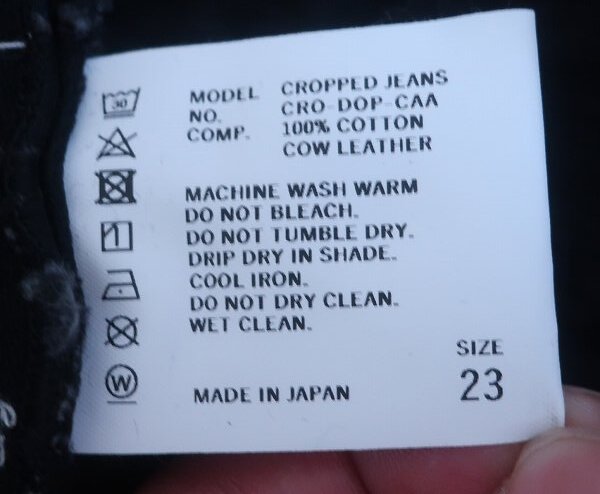 MODEL CROPPED JEANS
NO. CRO-DOP-CAA
COMP. 100% COTTON
COW LEATHER
30
MACHINE WASH WARM
DO NOT BLEACH.
DO NOT TUMBLE DRY.
DRIP DRY IN SHADE.
COOL IRON.
DO NOT DRY CLEAN.
WET CLEAN.
W
MADE IN JAPAN
SIZE
23